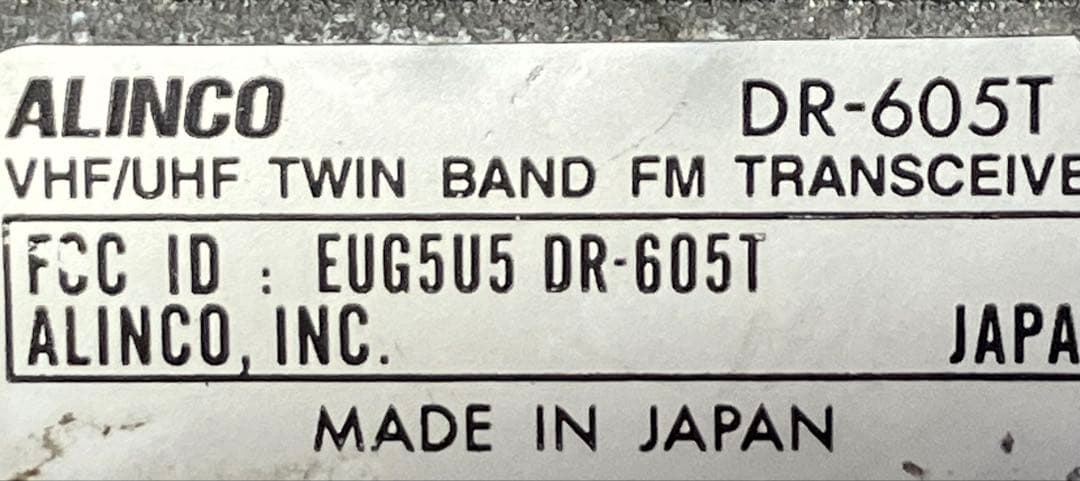 ALINCO DR-605T
VHF/UHF TWIN BAND FM TRANSCEIVE
FCC ID : EUG5U5 DR-605T
ALINCO, INC. JAPA
MADE IN JAPAN